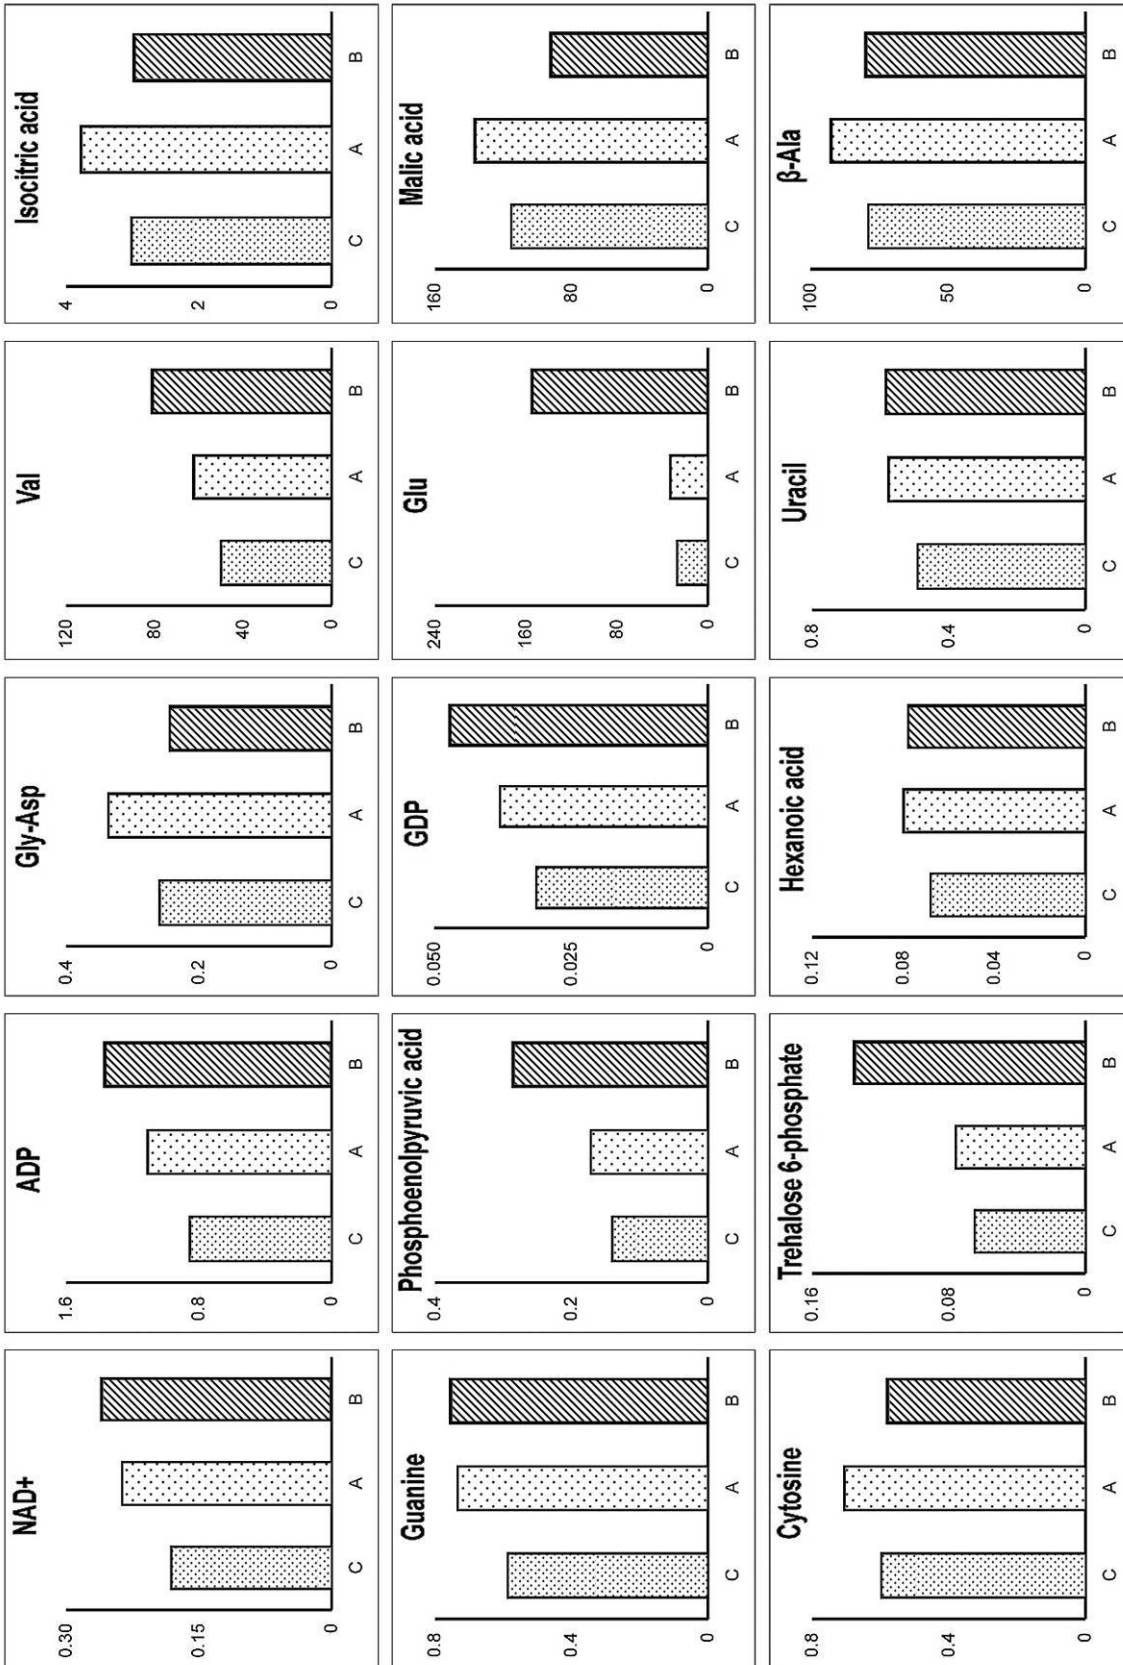 NAD+
0.30
0.15
0
C A B
ADP
1.6
0.8
0
C A B
Gly-Asp
0.4
0.2
0
C A B
Val
120
80
40
0
C A B
Isocitric acid
4
2
0
C A B
Guanine
0.8
0.4
0
C A B
Phosphoenolpyruvic acid
0.4
0.2
0
C A B
GDP
0.050
0.025
0
C A B
Glu
240
160
80
0
C A B
Malic acid
160
80
0
C A B
Cytosine
0.8
0.4
0
C A B
Trehalose 6-phosphate
0.16
0.08
0
C A B
Hexanoic acid
0.12
0.08
0.04
0
C A B
Uracil
0.8
0.4
0
C A B
β-Ala
100
50
0
C A B